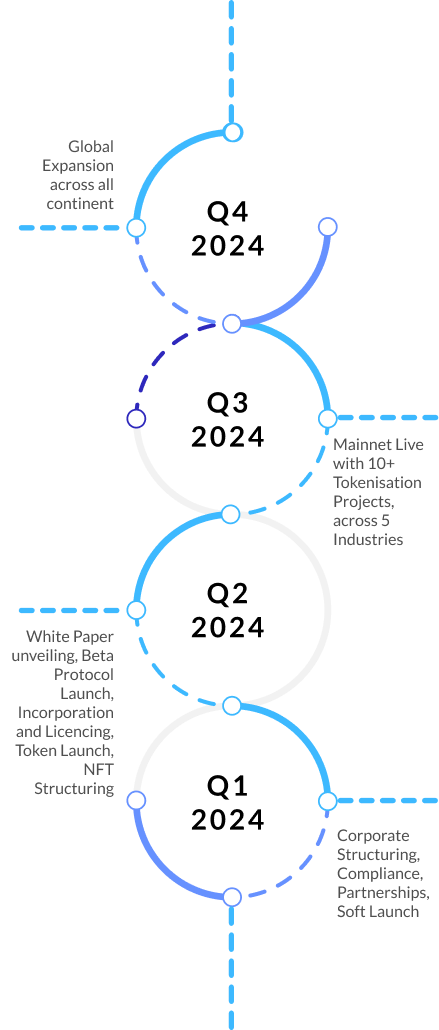 Global
Expansion
across all
continent
Q4
2024
Q3
2024
Mainnet Live
with 10+
Tokenisation
Projects,
across 5
Industries
Q2
2024
White Paper
unveiling, Beta
Protocol
Launch,
Incorporation
and Licencing,
Token Launch,
NFT
Structuring
Q1
2024
Corporate
Structuring,
Compliance,
Partnerships,
Soft Launch